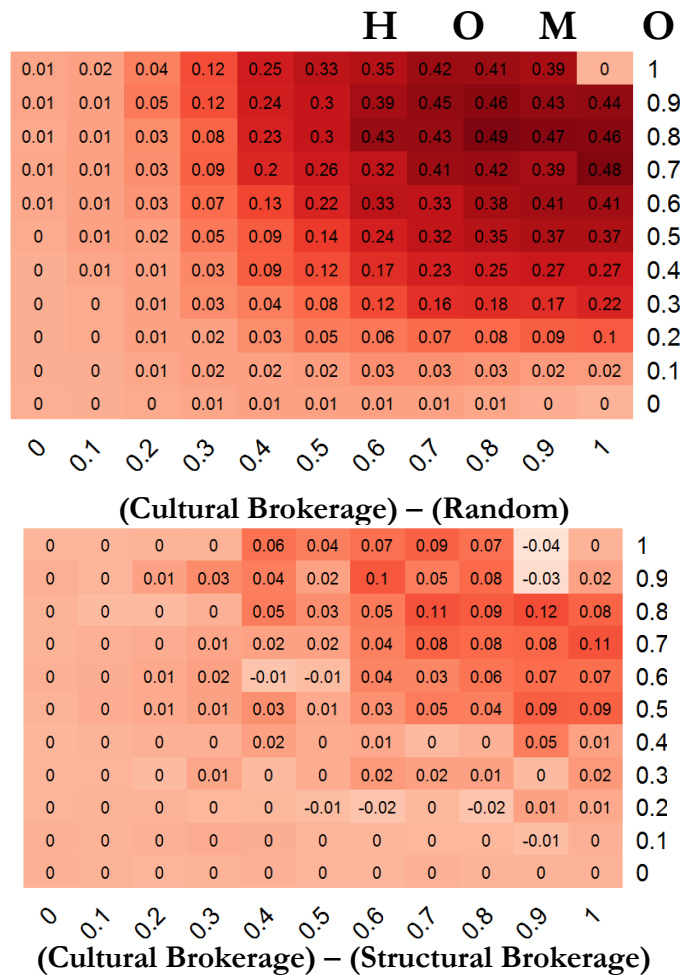 H O M O
0.01 0.02 0.04 0.12 0.25 0.33 0.35 0.42 0.41 0.39 0 1
0.01 0.01 0.05 0.12 0.24 0.3 0.39 0.45 0.46 0.43 0.44 0.9
0.01 0.01 0.03 0.08 0.23 0.3 0.43 0.43 0.49 0.47 0.46 0.8
0.01 0.01 0.03 0.09 0.2 0.26 0.32 0.41 0.42 0.39 0.48 0.7
0.01 0.01 0.03 0.07 0.13 0.22 0.33 0.33 0.38 0.41 0.41 0.6
0 0.01 0.02 0.05 0.09 0.14 0.24 0.32 0.35 0.37 0.37 0.5
0 0.01 0.01 0.03 0.09 0.12 0.17 0.23 0.25 0.27 0.27 0.4
0 0 0.01 0.03 0.04 0.08 0.12 0.16 0.18 0.17 0.22 0.3
0 0 0.01 0.02 0.03 0.05 0.06 0.07 0.08 0.09 0.1 0.2
0 0 0.01 0.02 0.02 0.02 0.03 0.03 0.03 0.02 0.02 0.1
0 0 0 0.01 0.01 0.01 0.01 0.01 0.01 0 0 0
0 0.1 0.2 0.3 0.4 0.5 0.6 0.7 0.8 0.9 1
(Cultural Brokerage) – (Random)
0 0 0 0 0.06 0.04 0.07 0.09 0.07 -0.04 0 1
0 0 0.01 0.03 0.04 0.02 0.1 0.05 0.08 -0.03 0.02 0.9
0 0 0 0 0.05 0.03 0.05 0.11 0.09 0.12 0.08 0.8
0 0 0 0.01 0.02 0.02 0.04 0.08 0.08 0.08 0.11 0.7
0 0 0.01 0.02 -0.01 -0.01 0.04 0.03 0.06 0.07 0.07 0.6
0 0 0.01 0.01 0.03 0.01 0.03 0.05 0.04 0.09 0.09 0.5
0 0 0 0 0.02 0 0.01 0 0 0.05 0.01 0.4
0 0 0 0.01 0 0 0.02 0.02 0.01 0 0.02 0.3
0 0 0 0 0 -0.01 -0.02 0 -0.02 0.01 0.01 0.2
0 0 0 0 0 0 0 0 0 -0.01 0 0.1
0 0 0 0 0 0 0 0 0 0 0 0
0 0.1 0.2 0.3 0.4 0.5 0.6 0.7 0.8 0.9 1
(Cultural Brokerage) – (Structural Brokerage)